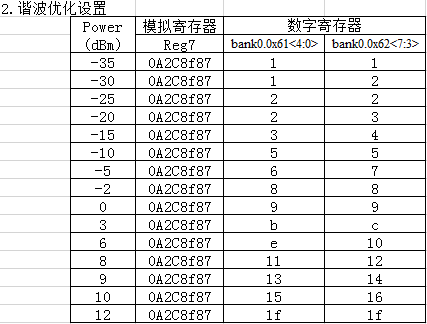 2.谐波优化设置
Power (dBm) 模拟寄存器 数字寄存器
Reg7 bank0.0x61<4:0> bank0.0x62<7:3>
-35 0A2C8f87 1 1
-30 0A2C8f87 1 2
-25 0A2C8f87 2 2
-20 0A2C8f87 2 3
-15 0A2C8f87 3 4
-10 0A2C8f87 5 5
-5 0A2C8f87 6 7
-2 0A2C8f87 8 8
0 0A2C8f87 9 9
3 0A2C8f87 b c
6 0A2C8f87 e 10
8 0A2C8f87 11 12
9 0A2C8f87 13 14
10 0A2C8f87 15 16
12 0A2C8f87 1f 1f